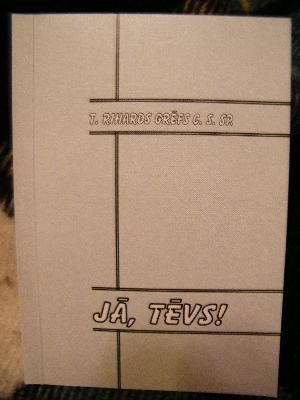 T. RIHARDS GRĒFS C. S. SP.
JĀ, TĒVS!